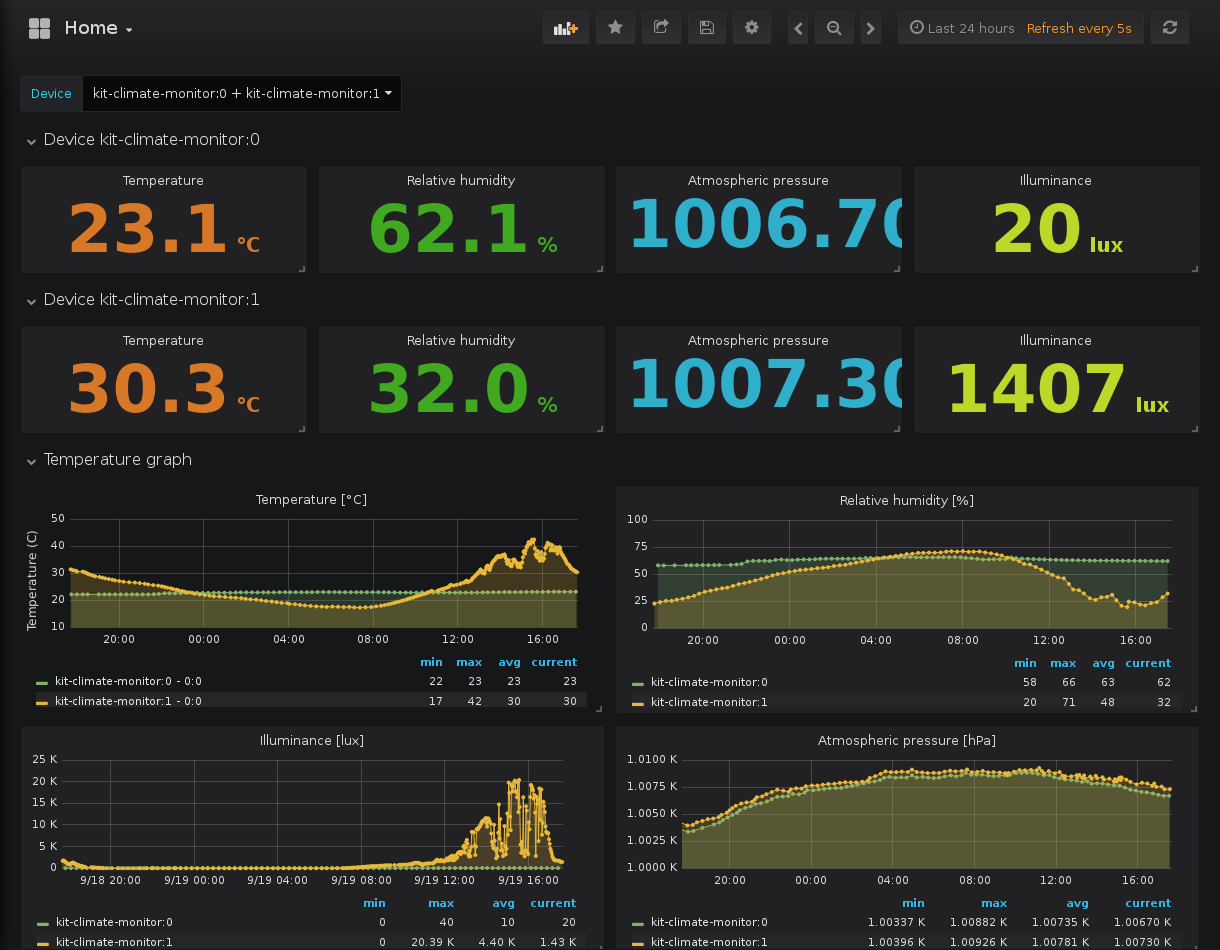 Home
Last 24 hours Refresh every 5s
Device kit-climate-monitor:0 + kit-climate-monitor:1
Device kit-climate-monitor:0
Temperature Relative humidity Atmospheric pressure Illuminance
23.1 °C 62.1 % 1006.70 20 lux
Device kit-climate-monitor:1
Temperature Relative humidity Atmospheric pressure Illuminance
30.3 °C 32.0 % 1007.30 1407 lux
Temperature graph
Temperature [°C]
Temperature (C)
50
40
30
20
10
20:00 00:00 04:00 08:00 12:00 16:00
min max avg current
kit-climate-monitor:0 - 0:0 22 23 23 23
kit-climate-monitor:1 - 0:0 17 42 30 30
Relative humidity [%]
100
75
50
25
0
20:00 00:00 04:00 08:00 12:00 16:00
min max avg current
kit-climate-monitor:0 58 66 63 62
kit-climate-monitor:1 20 71 48 32
Illuminance [lux]
25 K
20 K
15 K
10 K
5 K
0
9/18 20:00 9/19 00:00 9/19 04:00 9/19 08:00 9/19 12:00 9/19 16:00
min max avg current
kit-climate-monitor:0 0 40 10 20
kit-climate-monitor:1 0 20.39 K 4.40 K 1.43 K
Atmospheric pressure [hPa]
1.0100 K
1.0075 K
1.0050 K
1.0025 K
1.0000 K
20:00 00:00 04:00 08:00 12:00 16:00
min max avg current
kit-climate-monitor:0 1.00337 K 1.00882 K 1.00735 K 1.00670 K
kit-climate-monitor:1 1.00396 K 1.00926 K 1.00781 K 1.00730 K